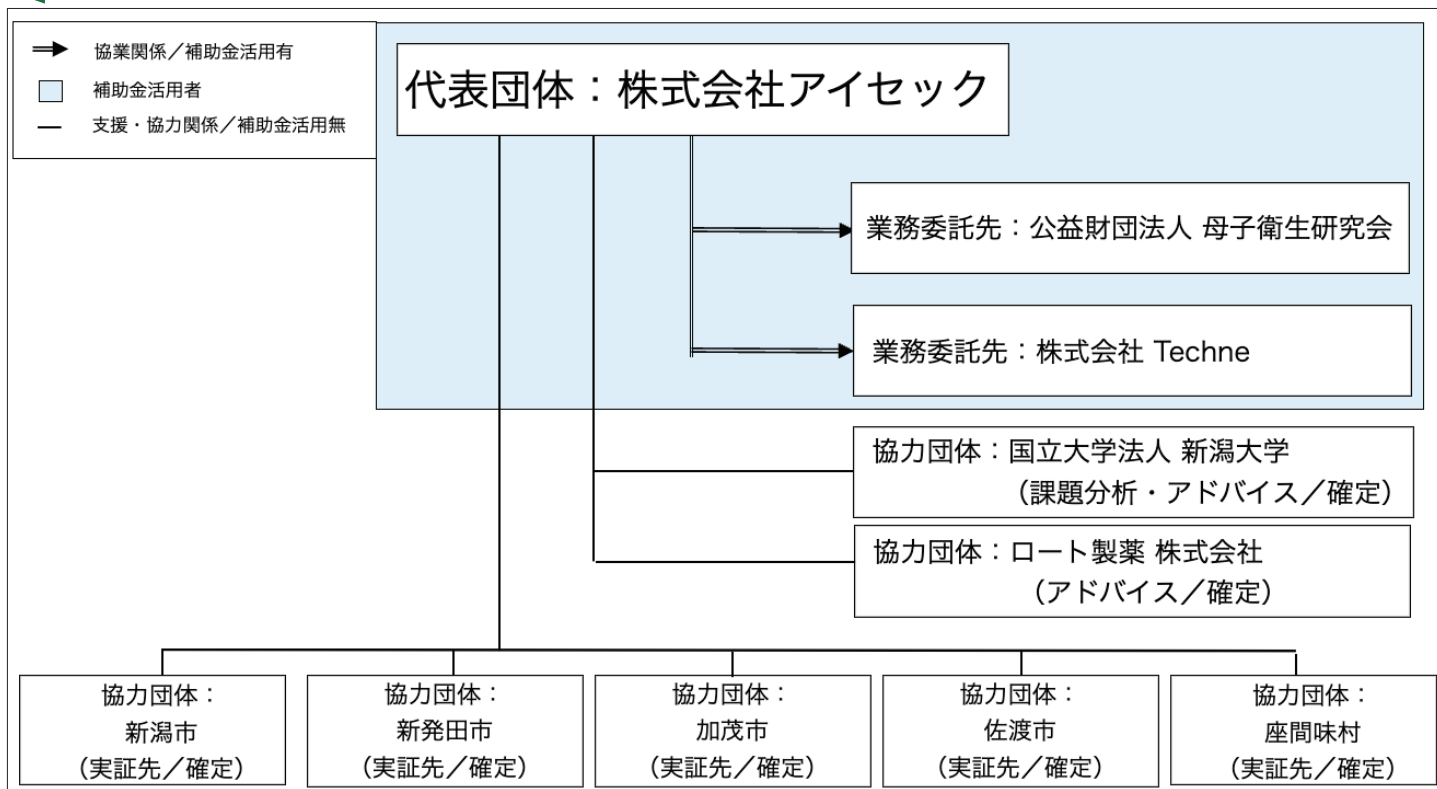 協業関係／補助金活用有
補助金活用者
支援・協力関係／補助金活用無
代表団体：株式会社アイセック
業務委託先：公益財団法人 母子衛生研究会
業務委託先：株式会社 Techne
協力団体：国立大学法人 新潟大学
（課題分析・アドバイス／確定）
協力団体：ロート製薬 株式会社
（アドバイス／確定）
協力団体：
新潟市
（実証先／確定）
協力団体：
新発田市
（実証先／確定）
協力団体：
加茂市
（実証先／確定）
協力団体：
佐渡市
（実証先／確定）
協力団体：
座間味村
（実証先／確定）